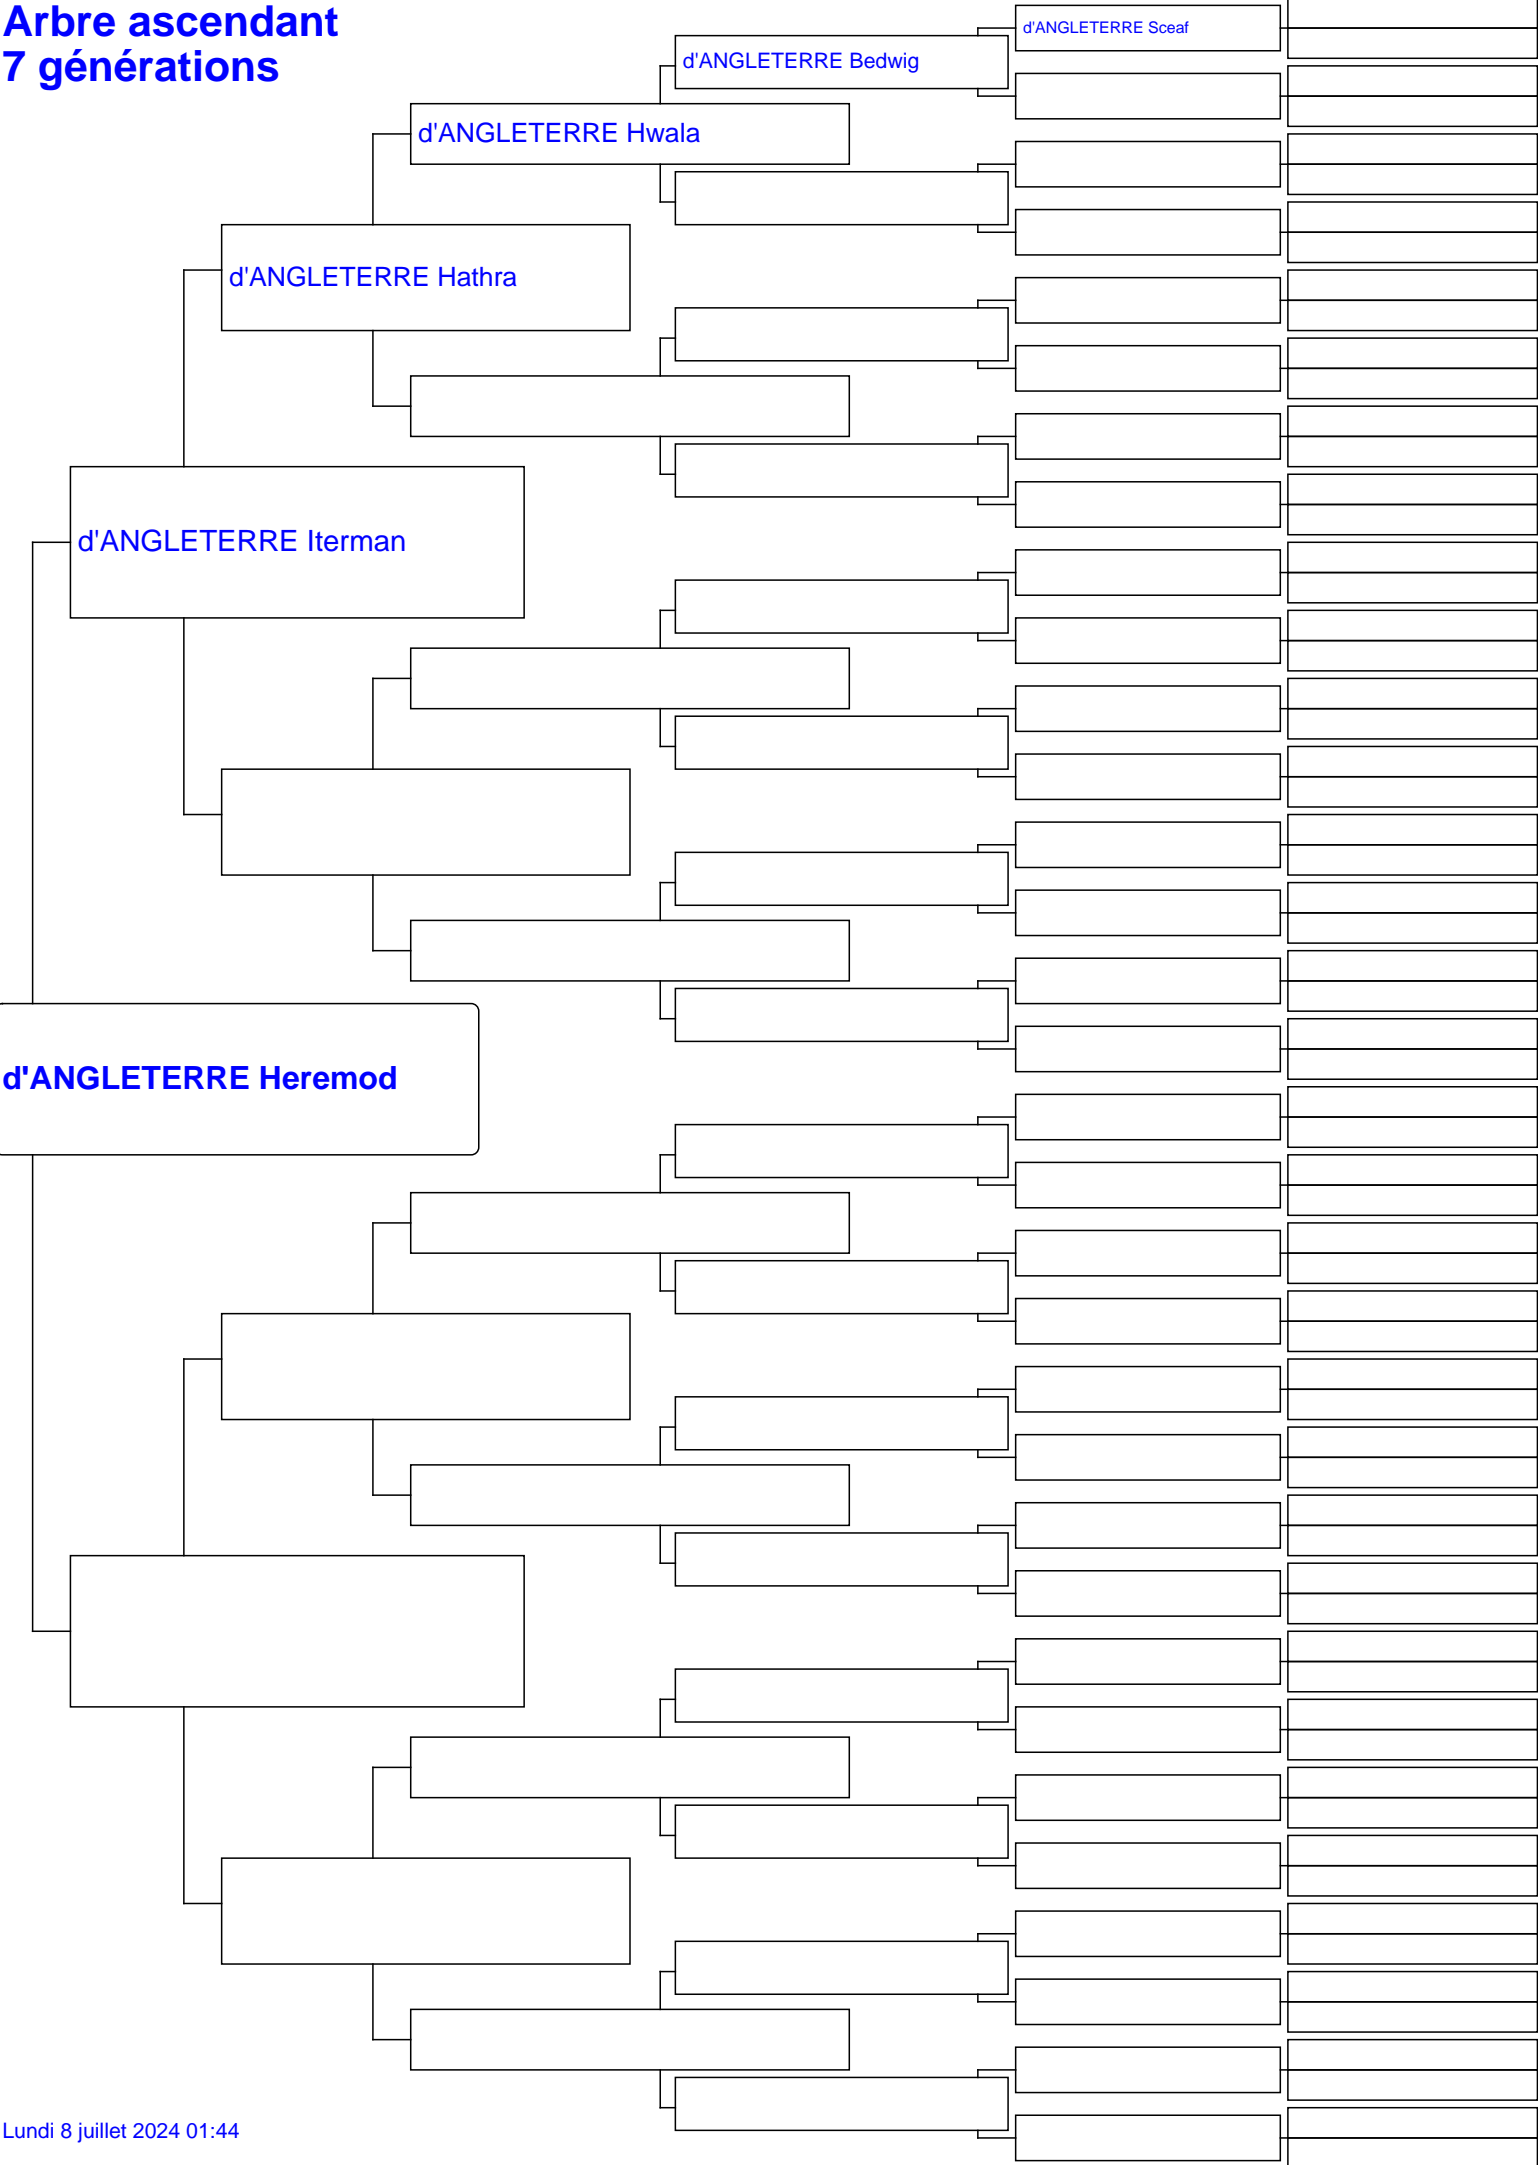 Arbre ascendant
7 générations
d'ANGLETERRE Sceaf
d'ANGLETERRE Bedwig
d'ANGLETERRE Hwala
d'ANGLETERRE Hathra
d'ANGLETERRE Iterman
d'ANGLETERRE Heremod
Lundi 8 juillet 2024 01:44